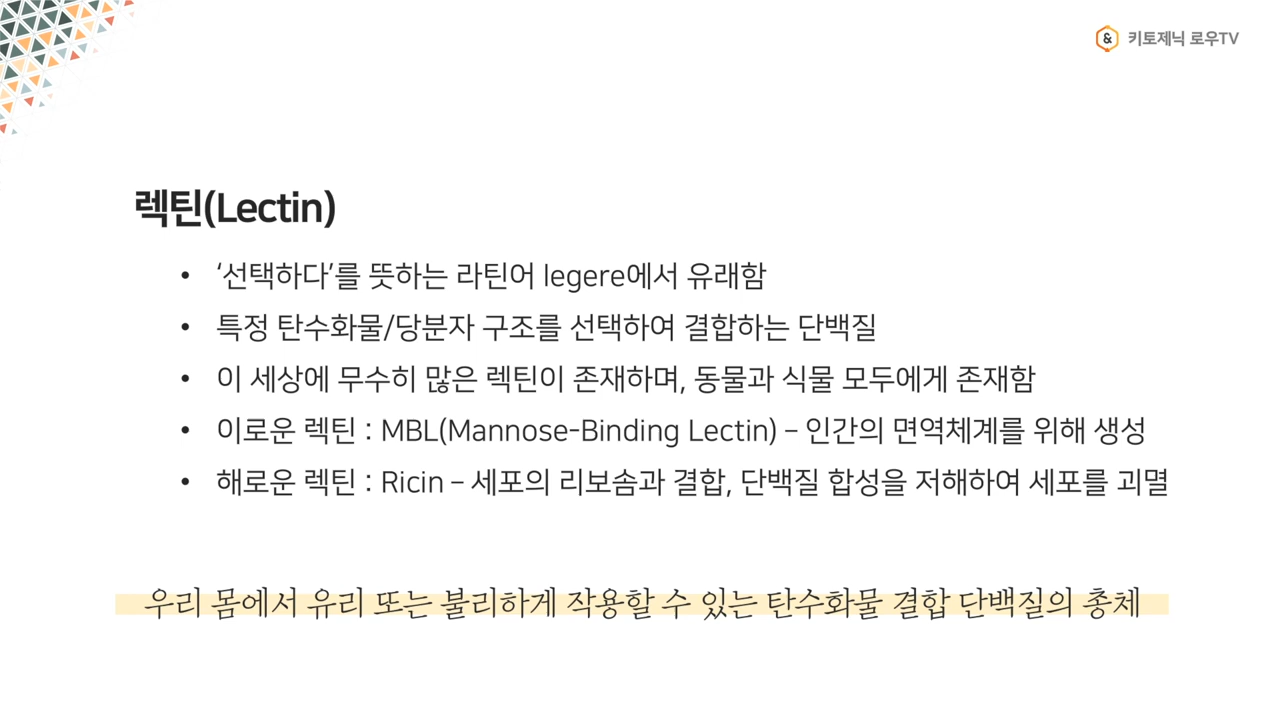 & 키토제닉 로우TV
렉틴(Lectin)
• ‘선택하다’를 뜻하는 라틴어 legere에서 유래함
• 특정 탄수화물/당분자 구조를 선택하여 결합하는 단백질
• 이 세상에 무수히 많은 렉틴이 존재하며, 동물과 식물 모두에게 존재함
• 이로운 렉틴 : MBL(Mannose-Binding Lectin) – 인간의 면역체계를 위해 생성
• 해로운 렉틴 : Ricin – 세포의 리보솜과 결합, 단백질 합성을 저해하여 세포를 괴멸
우리 몸에서 유리 또는 불리하게 작용할 수 있는 탄수화물 결합 단백질의 총체